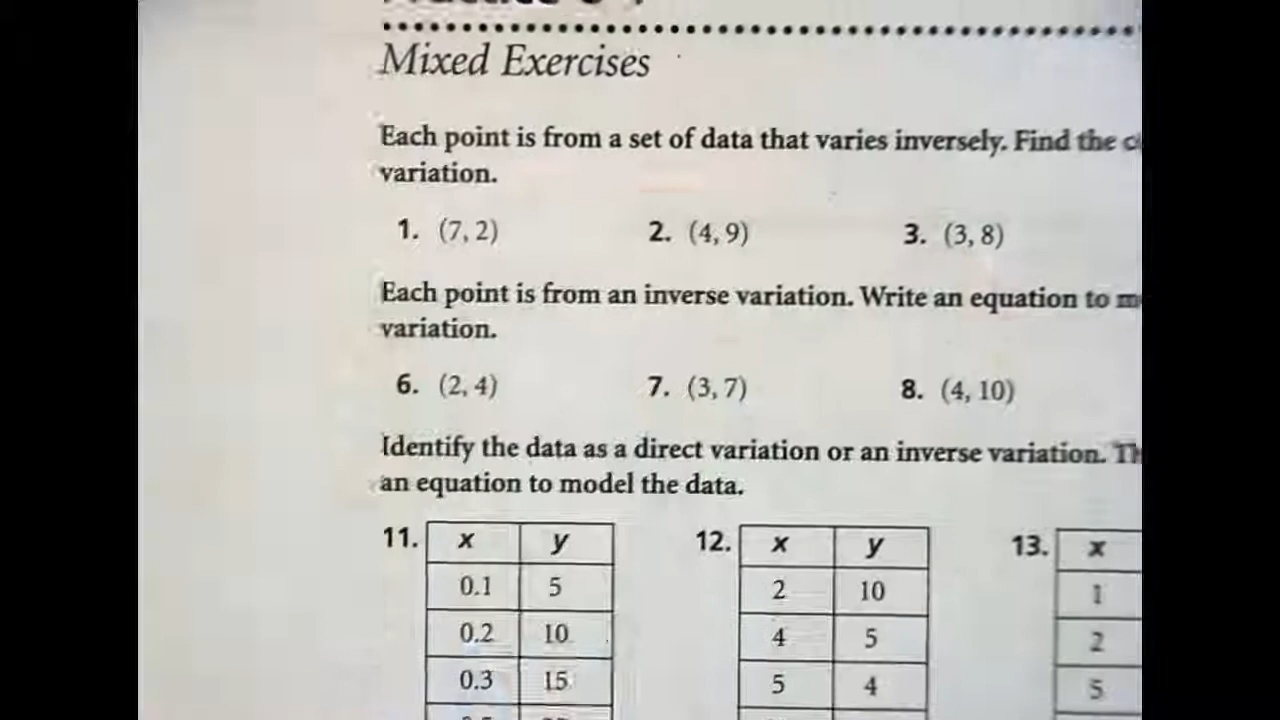 Mixed Exercises
Each point is from a set of data that varies inversely. Find the
variation.
1. (7, 2) 2. (4, 9) 3. (3, 8)
Each point is from an inverse variation. Write an equation to
variation.
6. (2, 4) 7. (3, 7) 8. (4, 10)
Identify the data as a direct variation or an inverse variation.
an equation to model the data.
11. x y 12. x y 13. x
0.1 5 2 10 1
0.2 10 4 5 2
0.3 15 5 4 5